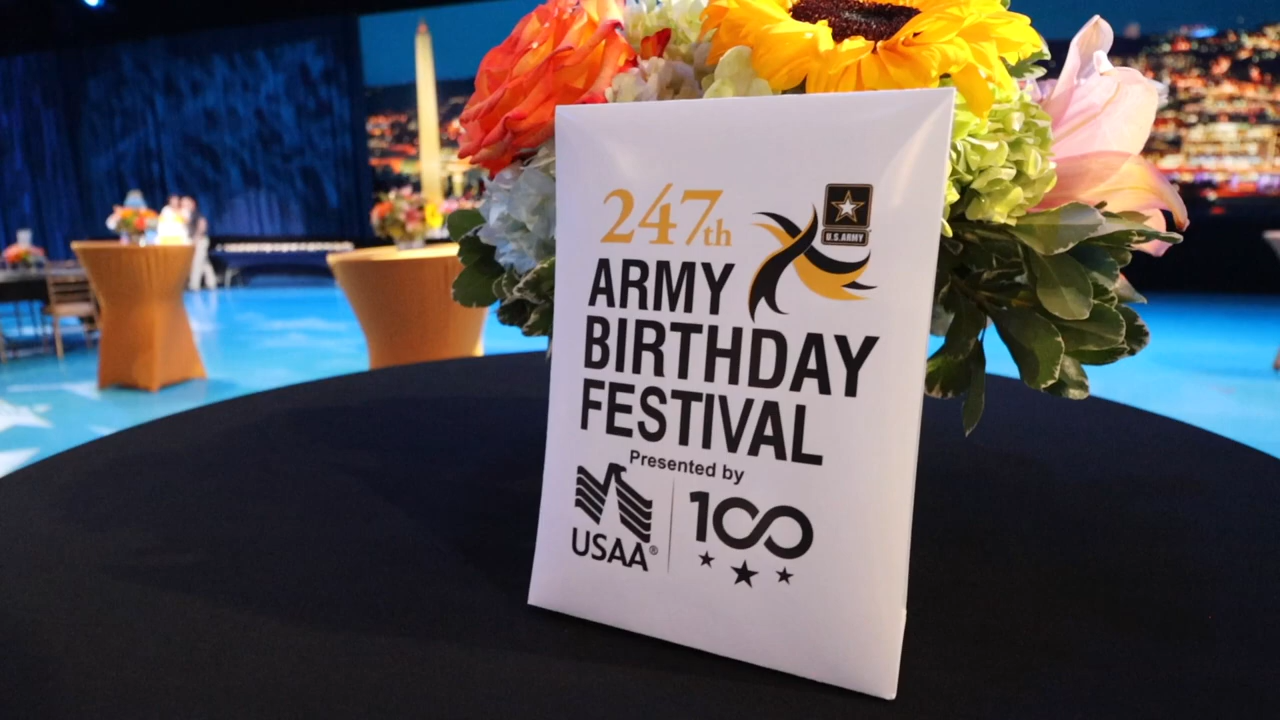 247th
U.S.ARMY
ARMY
BIRTHDAY
FESTIVAL
Presented by
USAA®
100